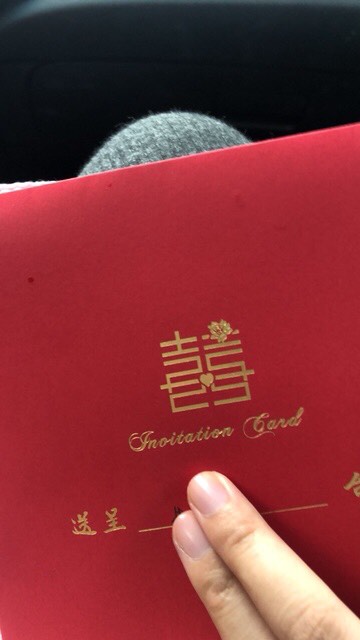 囍
Invitation Card
送呈